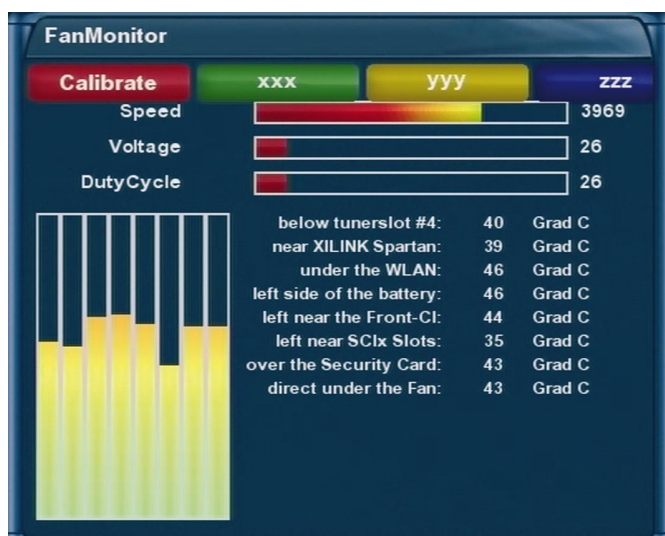 FanMonitor
Calibrate xxx yyy zzz
Speed 3969
Voltage 26
DutyCycle 26
below tunerslot #4: 40 Grad C
near XILINK Spartan: 39 Grad C
under the WLAN: 46 Grad C
left side of the battery: 46 Grad C
left near the Front-CI: 44 Grad C
left near SCIx Slots: 35 Grad C
over the Security Card: 43 Grad C
direct under the Fan: 43 Grad C